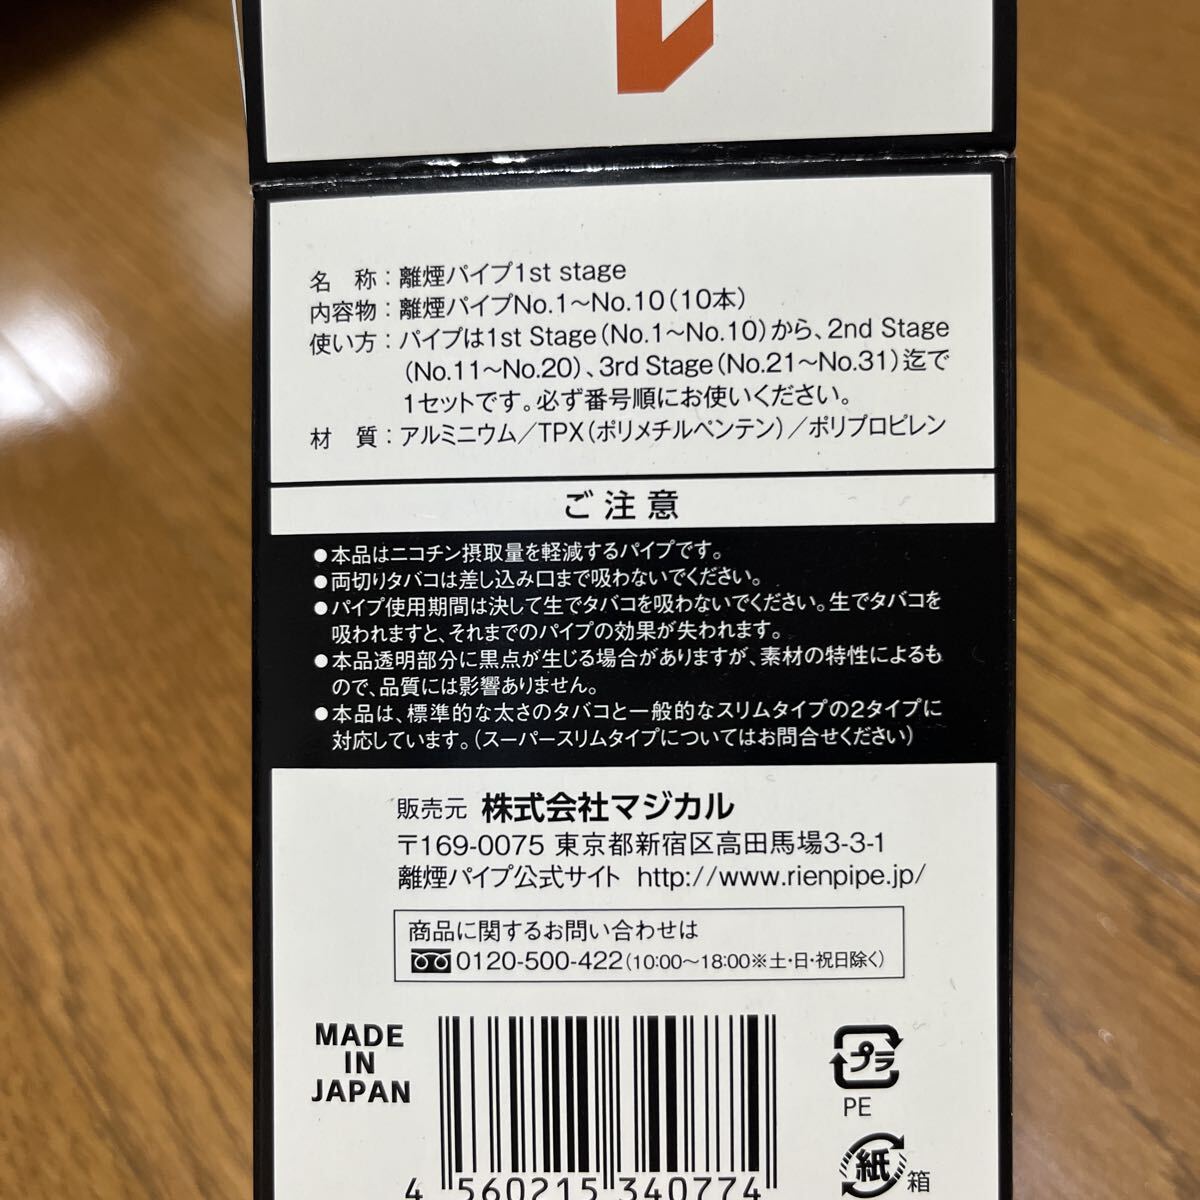 名　称：離煙パイプ1st stage
内容物：離煙パイプNo.1〜No.10(10本)
使い方：パイプは1st Stage(No.1〜No.10)から、2nd Stage
(No.11〜No.20)、3rd Stage(No.21〜No.31)迄で
1セットです。必ず番号順にお使いください。
材　質：アルミニウム／TPX(ポリメチルペンテン)／ポリプロピレン
ご注意
●本品はニコチン摂取量を軽減するパイプです。
●両切りタバコは差し込み口まで吸わないでください。
●パイプ使用期間は決して生でタバコを吸わないでください。生でタバコを
吸われますと、それまでのパイプの効果が失われます。
●本品透明部分に黒点が生じる場合がありますが、素材の特性によるも
ので、品質には影響ありません。
●本品は、標準的な太さのタバコと一般的なスリムタイプの2タイプに
対応しています。(スーパースリムタイプについてはお問合せください)
販売元 株式会社マジカル
〒169-0075 東京都新宿区高田馬場3-3-1
離煙パイプ公式サイト http://www.rienpipe.jp/
商品に関するお問い合わせは
0120-500-422(10:00〜18:00※土・日・祝日除く)
MADE
IN
JAPAN
4 560215 340774
プラ
PE
紙
箱